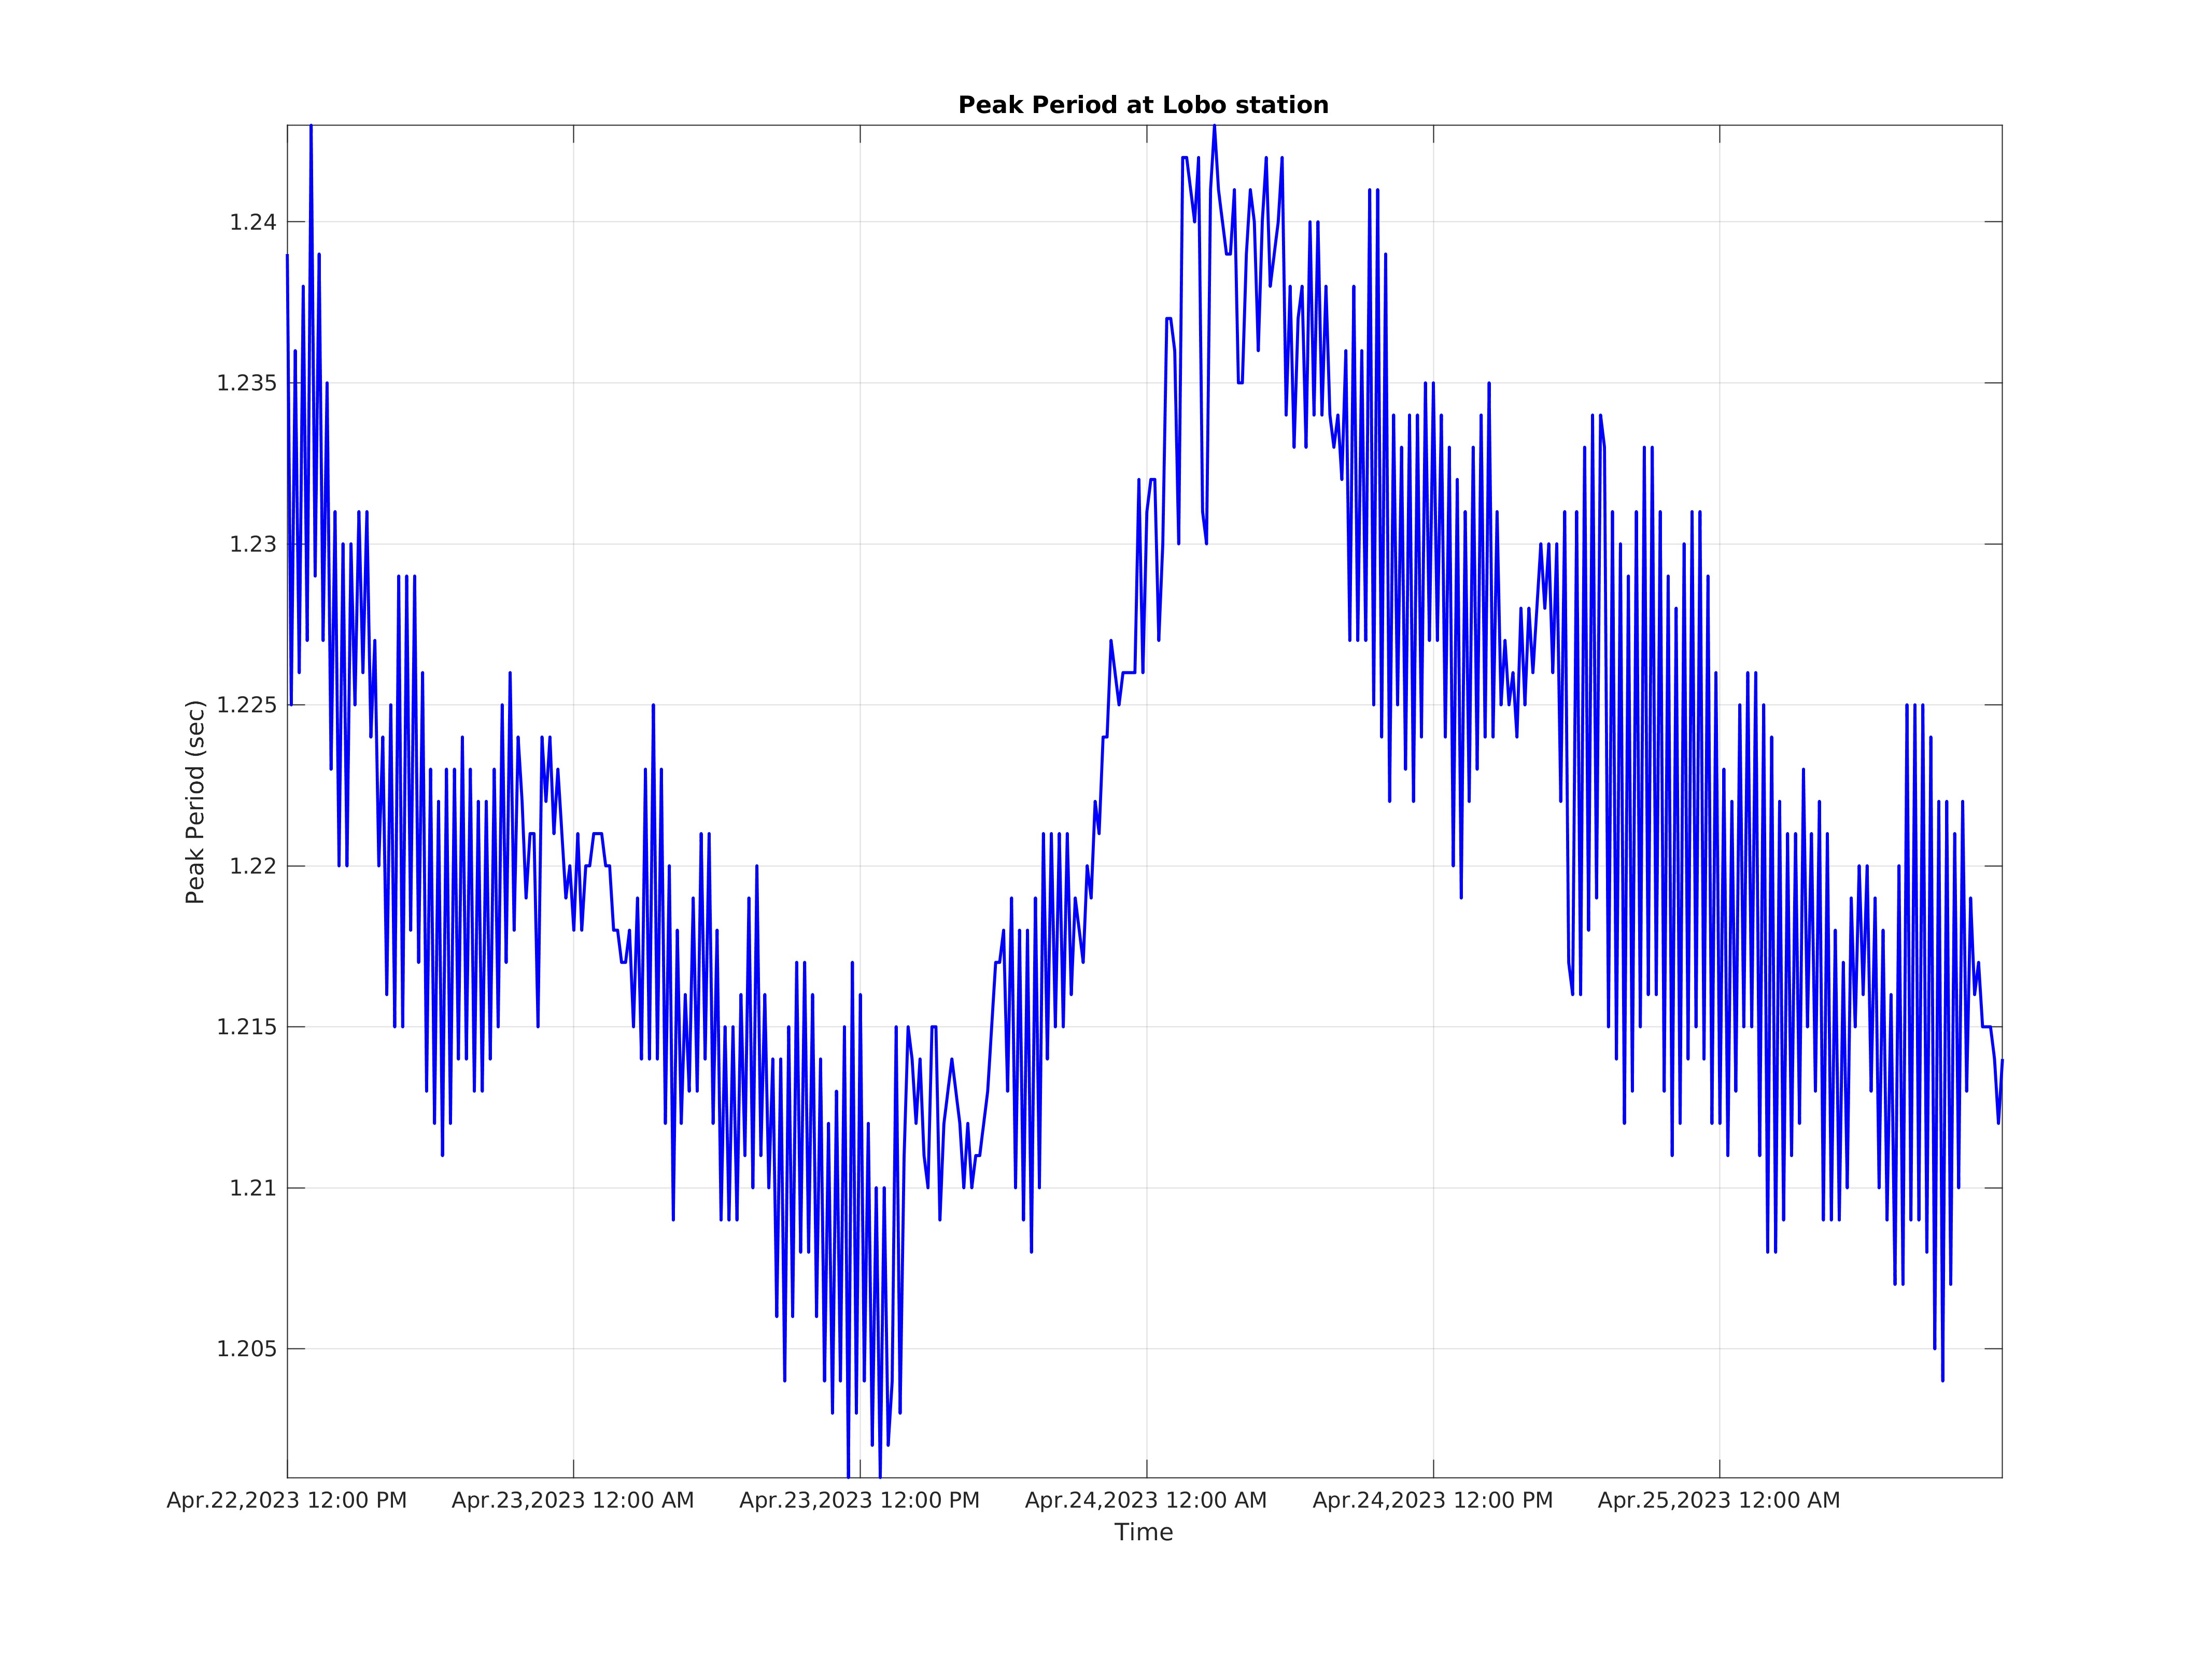 Peak Period at Lobo station
Peak Period (sec)
1.24
1.235
1.23
1.225
1.22
1.215
1.21
1.205
Apr.22,2023 12:00 PM
Apr.23,2023 12:00 AM
Apr.23,2023 12:00 PM
Apr.24,2023 12:00 AM
Apr.24,2023 12:00 PM
Apr.25,2023 12:00 AM
Time